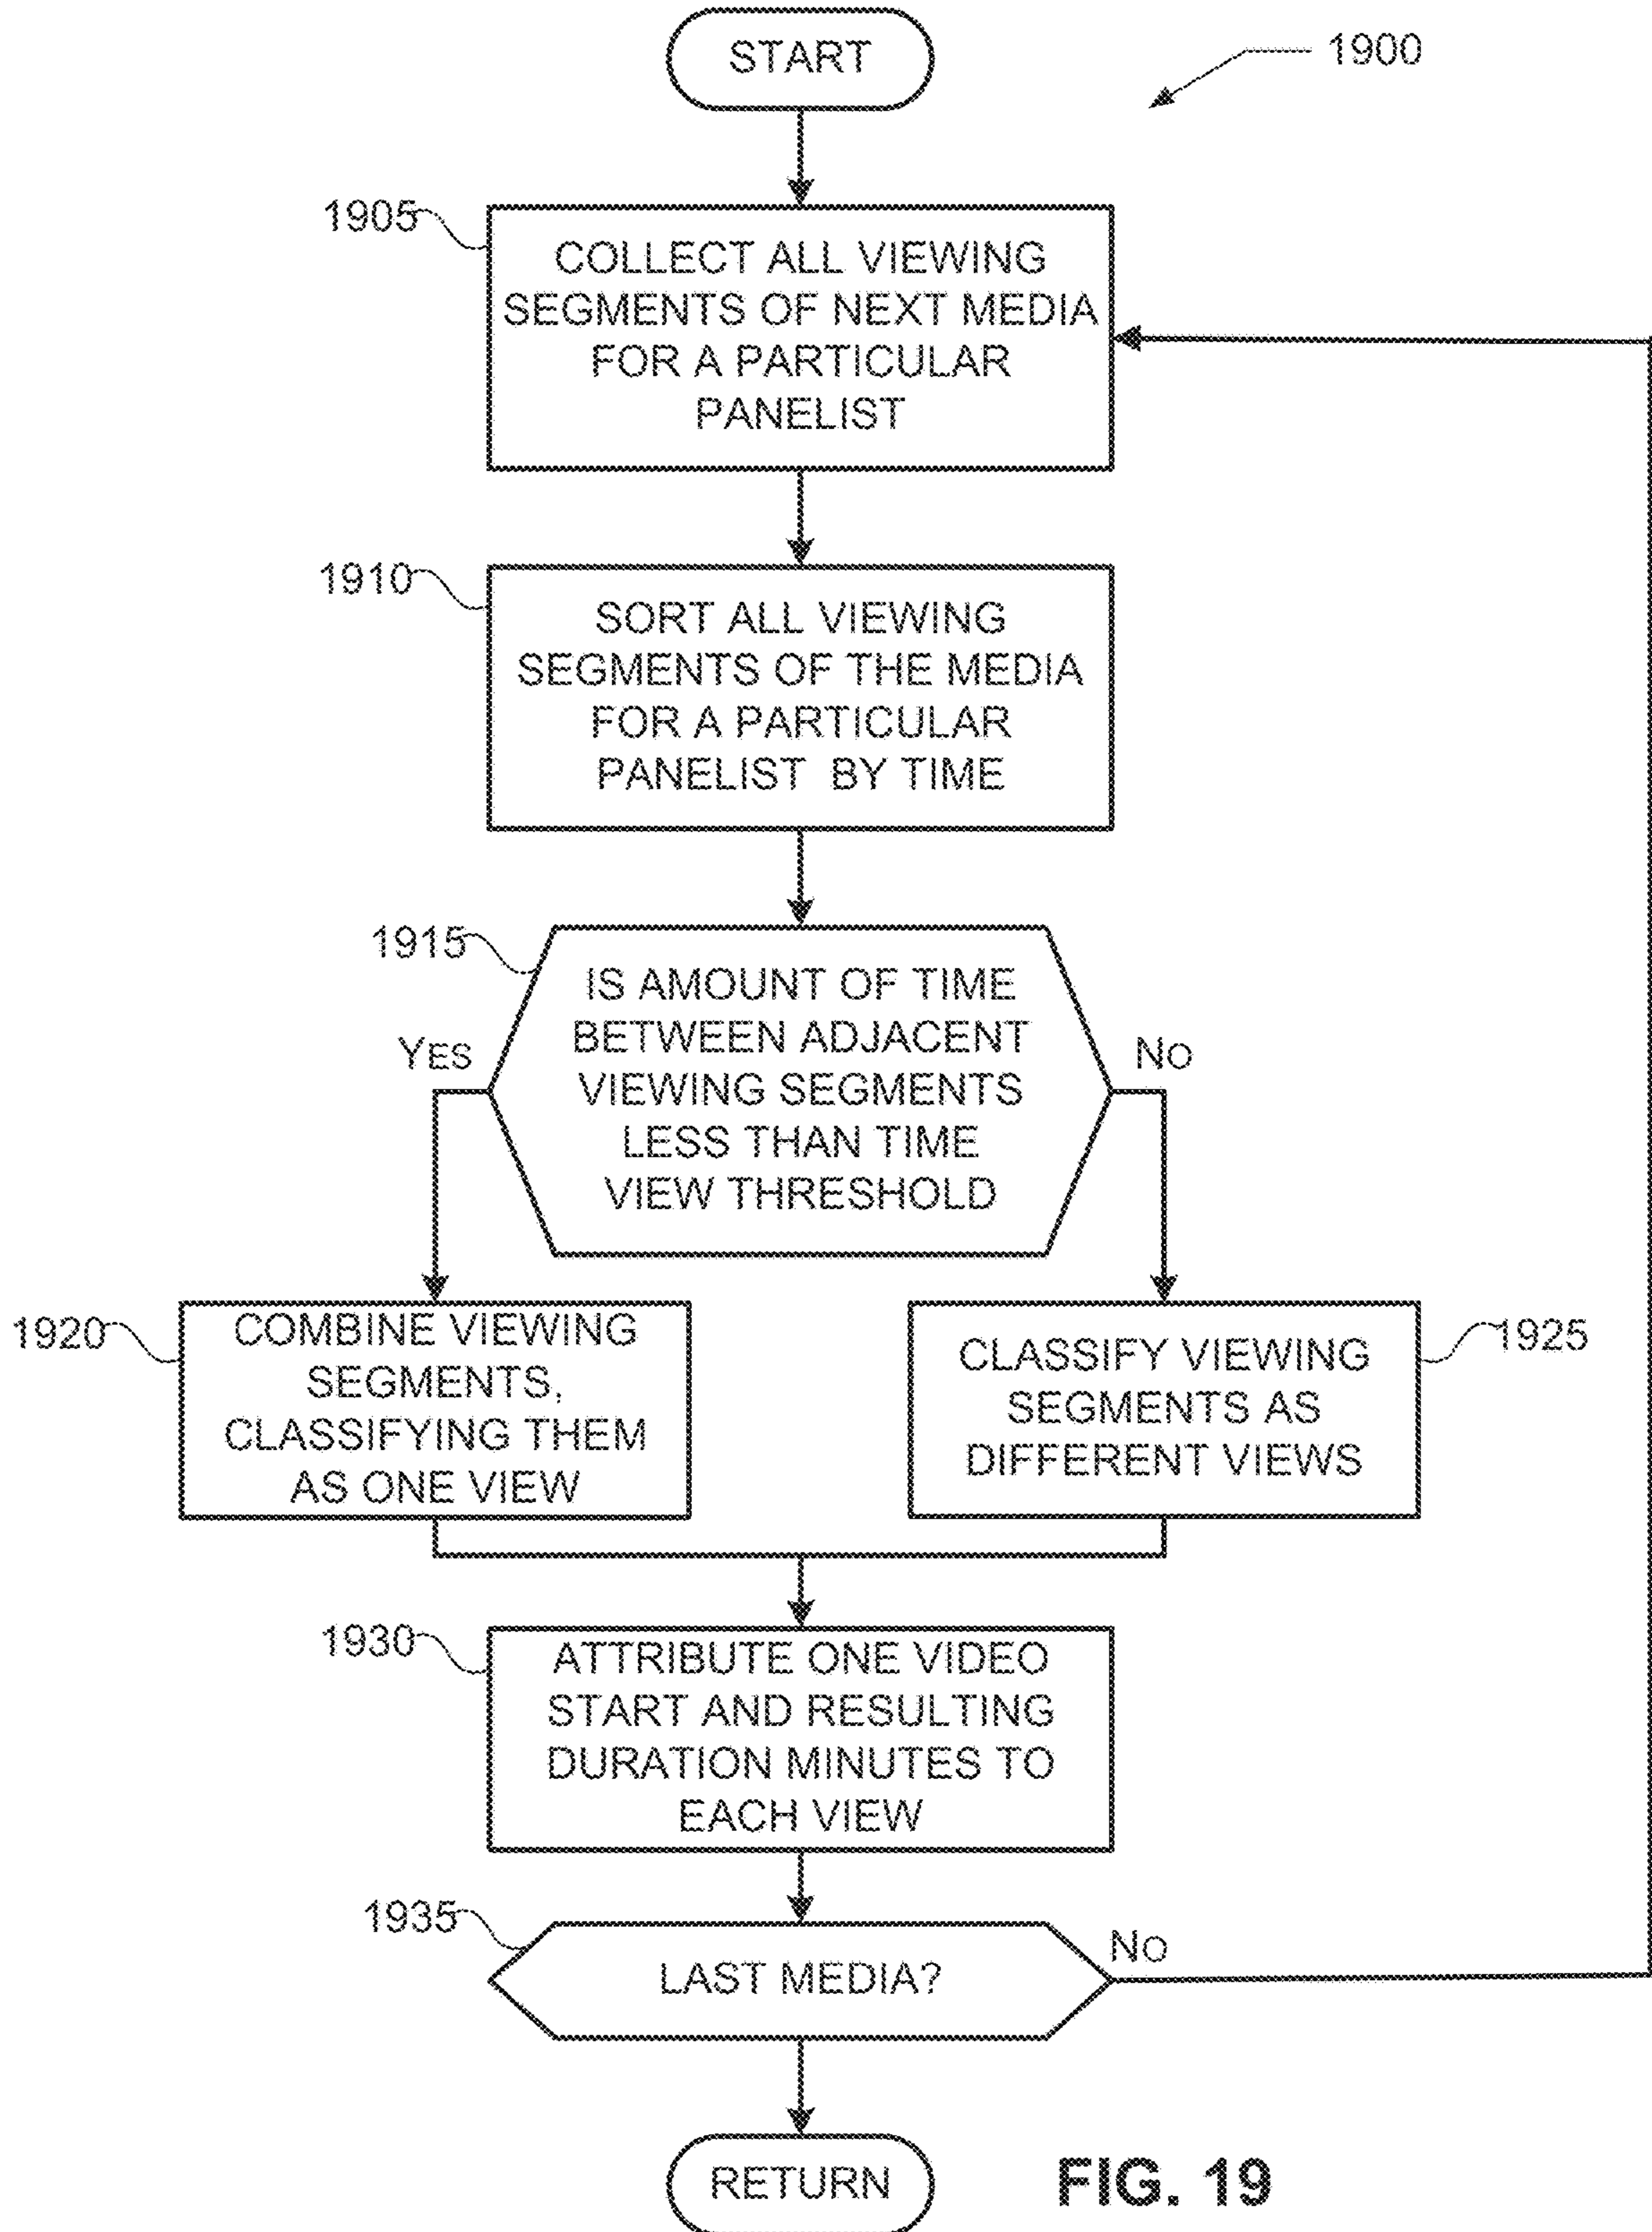 START
1900
1905
COLLECT ALL VIEWING
SEGMENTS OF NEXT MEDIA
FOR A PARTICULAR
PANELIST
1910
SORT ALL VIEWING
SEGMENTS OF THE MEDIA
FOR A PARTICULAR
PANELIST BY TIME
1915
IS AMOUNT OF TIME
BETWEEN ADJACENT
VIEWING SEGMENTS
LESS THAN TIME
VIEW THRESHOLD
YES
NO
1920
COMBINE VIEWING
SEGMENTS,
CLASSIFYING THEM
AS ONE VIEW
1925
CLASSIFY VIEWING
SEGMENTS AS
DIFFERENT VIEWS
1930
ATTRIBUTE ONE VIDEO
START AND RESULTING
DURATION MINUTES TO
EACH VIEW
1935
LAST MEDIA?
NO
RETURN
FIG. 19